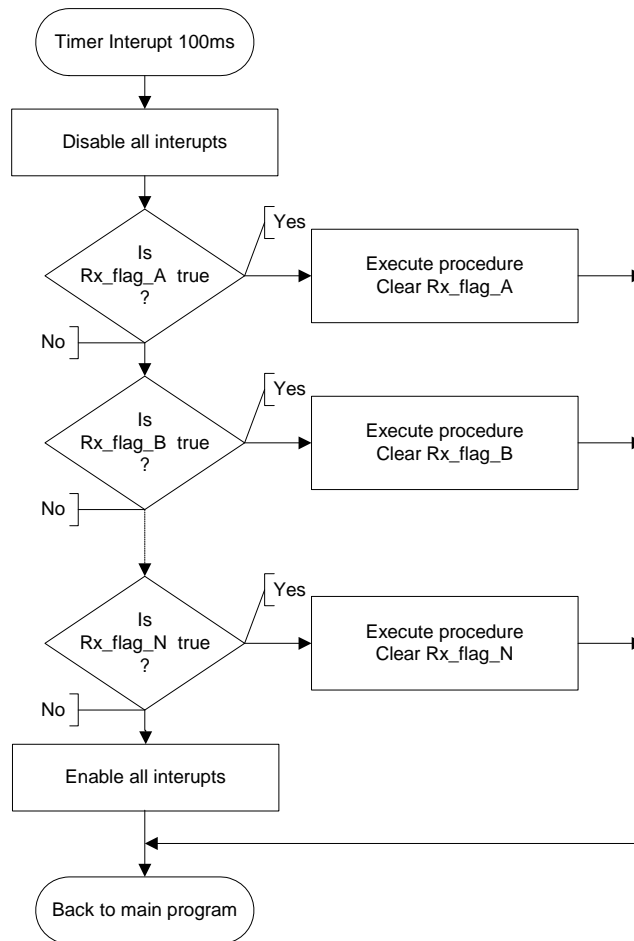 Timer Interupt 100ms
Disable all interupts
Yes
Is
Rx_flag_A true
?
Execute procedure
Clear Rx_flag_A
No
Yes
Is
Rx_flag_B true
?
Execute procedure
Clear Rx_flag_B
No
Yes
Is
Rx_flag_N true
?
Execute procedure
Clear Rx_flag_N
No
Enable all interupts
Back to main program